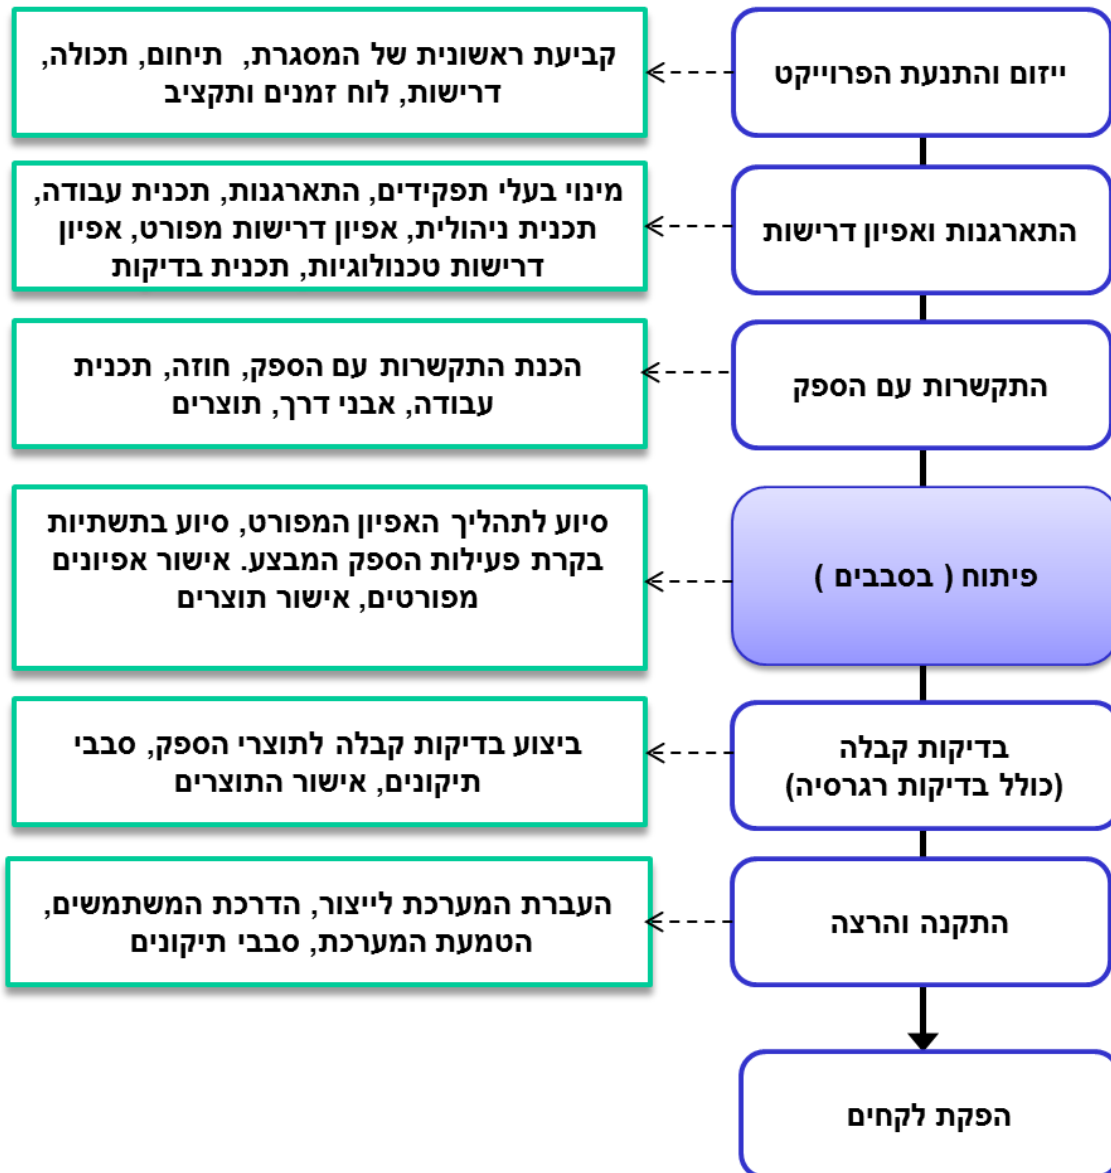 ייזום והתנעת הפרוייקט
קביעת ראשונית של המסגרת, תיחום, תכולה,
דרישות, לוח זמנים ותקציב
התארגנות ואפיון דרישות
מינוי בעלי תפקידים, התארגנות, תכנית עבודה,
תכנית ניהולית, אפיון דרישות מפורט, אפיון
דרישות טכנולוגיות, תכנית בדיקות
התקשרות עם הספק
הכנת התקשרות עם הספק, חוזה, תכנית
עבודה, אבני דרך, תוצרים
פיתוח ( בסבבים )
סיוע לתהליך האפיון המפורט, סיוע בתשתיות
בקרת פעילות הספק המבצע. אישור אפיונים
מפורטים, אישור תוצרים
בדיקות קבלה
(כולל בדיקות רגרסיה)
ביצוע בדיקות קבלה לתוצרי הספק, סבבי
תיקונים, אישור התוצרים
התקנה והרצה
העברת המערכת לייצור, הדרכת המשתמשים,
הטמעת המערכת, סבבי תיקונים
הפקת לקחים